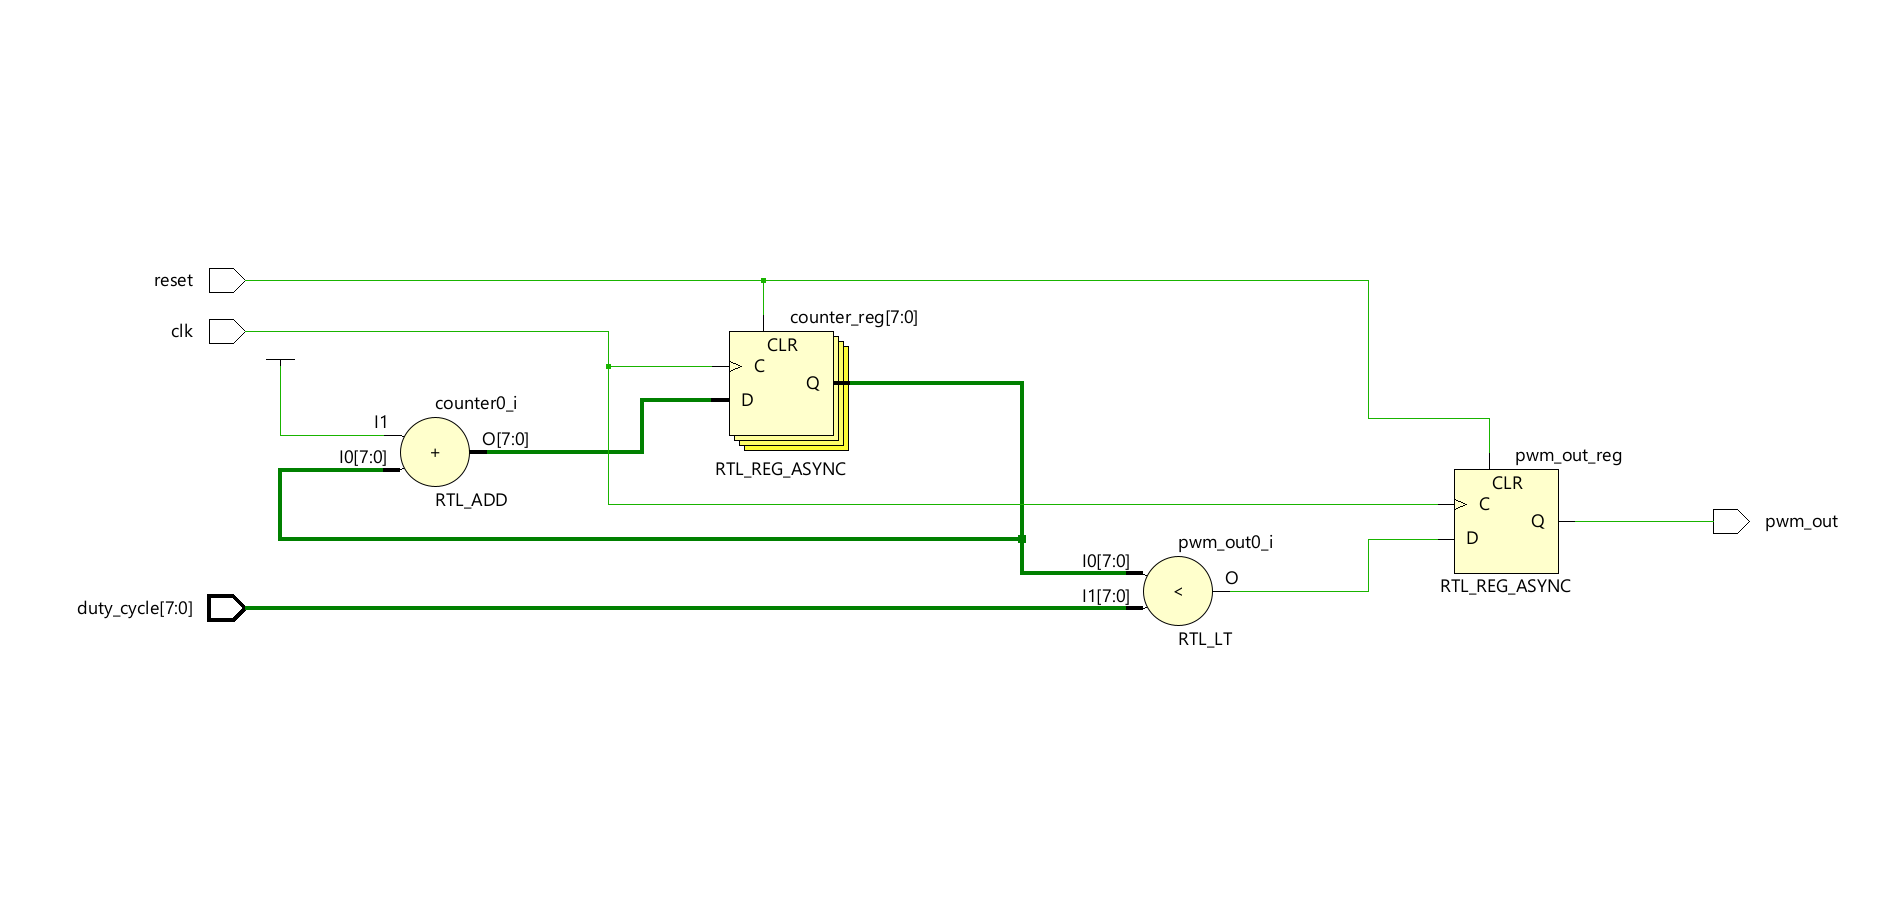 reset
clk
counter_reg[7:0]
CLR
C
Q
D
RTL_REG_ASYNC
counter0_i
I1
I0[7:0]
+
O[7:0]
RTL_ADD
duty_cycle[7:0]
pwm_out0_i
I0[7:0]
I1[7:0]
<
O
RTL_LT
pwm_out_reg
CLR
C
Q
D
RTL_REG_ASYNC
pwm_out